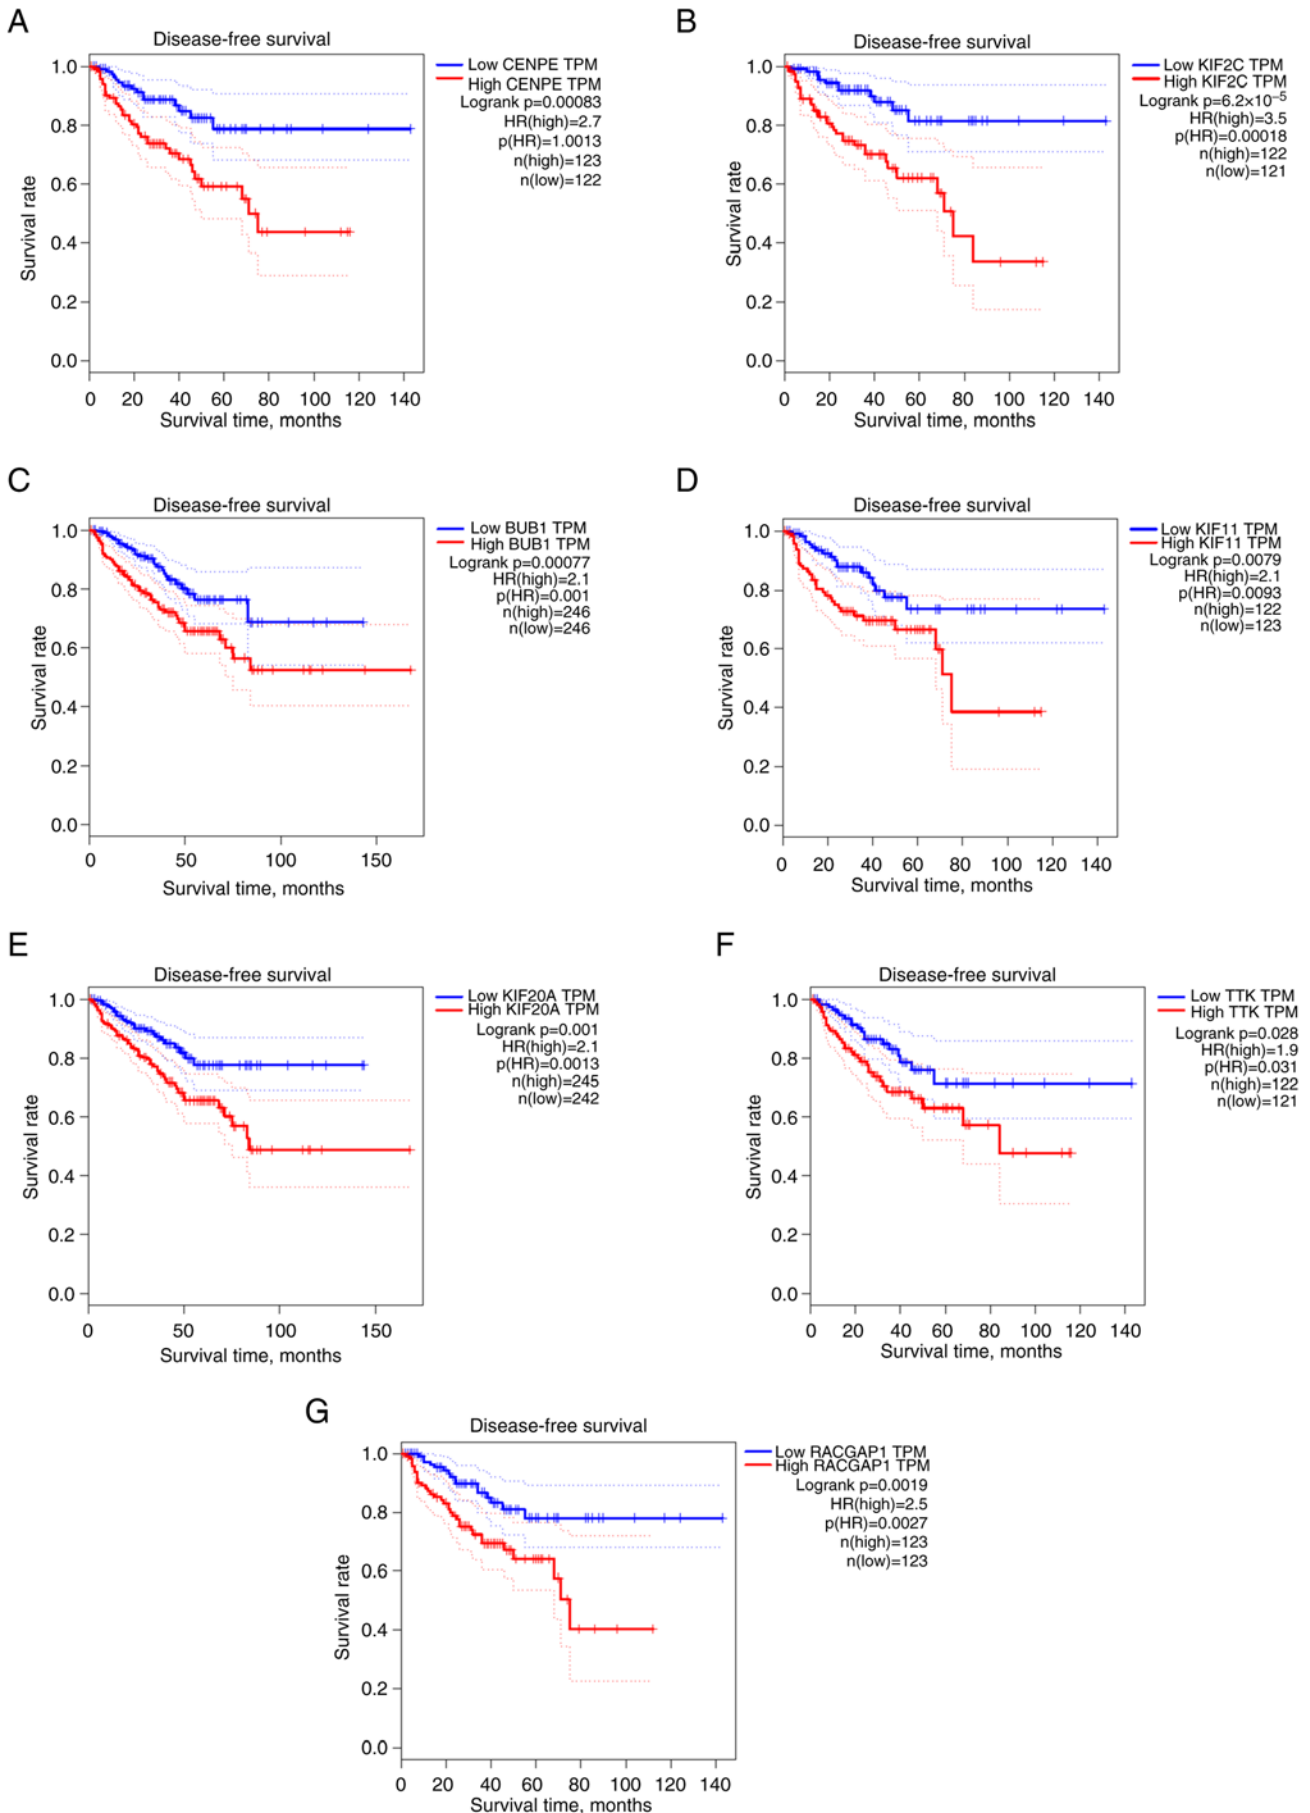 A
Disease-free survival
Low CENPE TPM
High CENPE TPM
Logrank p=0.00083
HR(high)=2.7
p(HR)=1.0013
n(high)=123
n(low)=122
1.0
0.8
0.6
0.4
0.2
0.0
Survival rate
0 20 40 60 80 100 120 140
Survival time, months
B
Disease-free survival
Low KIF2C TPM
High KIF2C TPM
Logrank p=6.2×10⁻⁵
HR(high)=3.5
p(HR)=0.00018
n(high)=122
n(low)=121
1.0
0.8
0.6
0.4
0.2
0.0
Survival rate
0 20 40 60 80 100 120 140
Survival time, months
C
Disease-free survival
Low BUB1 TPM
High BUB1 TPM
Logrank p=0.00077
HR(high)=2.1
p(HR)=0.001
n(high)=246
n(low)=246
1.0
0.8
0.6
0.4
0.2
0.0
Survival rate
0 50 100 150
Survival time, months
D
Disease-free survival
Low KIF11 TPM
High KIF11 TPM
Logrank p=0.0079
HR(high)=2.1
p(HR)=0.0093
n(high)=122
n(low)=123
1.0
0.8
0.6
0.4
0.2
0.0
Survival rate
0 20 40 60 80 100 120 140
Survival time, months
E
Disease-free survival
Low KIF20A TPM
High KIF20A TPM
Logrank p=0.001
HR(high)=2.1
p(HR)=0.0013
n(high)=245
n(low)=242
1.0
0.8
0.6
0.4
0.2
0.0
Survival rate
0 50 100 150
Survival time, months
F
Disease-free survival
Low TTK TPM
High TTK TPM
Logrank p=0.028
HR(high)=1.9
p(HR)=0.031
n(high)=122
n(low)=121
1.0
0.8
0.6
0.4
0.2
0.0
Survival rate
0 20 40 60 80 100 120 140
Survival time, months
G
Disease-free survival
Low RACGAP1 TPM
High RACGAP1 TPM
Logrank p=0.0019
HR(high)=2.5
p(HR)=0.0027
n(high)=123
n(low)=123
1.0
0.8
0.6
0.4
0.2
0.0
Survival rate
0 20 40 60 80 100 120 140
Survival time, months